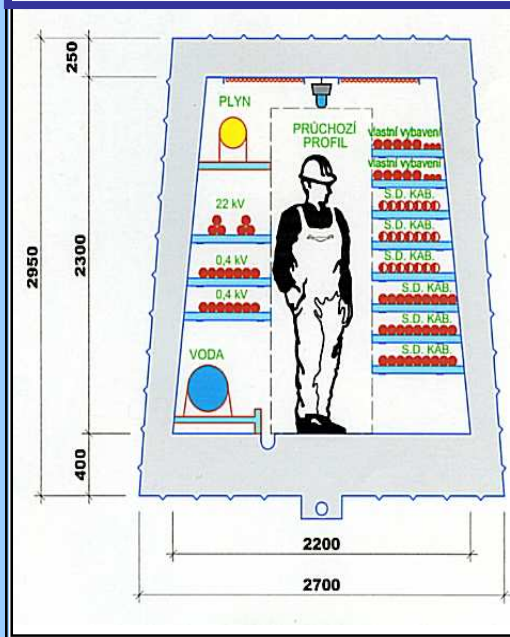 250
PLYN
PRŮCHOZÍ
PROFIL
vlastní vybavení
vlastní vybavení
S.D. KAB.
22 kV
S.D. KAB.
0,4 kV
S.D. KAB.
2950
2300
S.D. KAB.
0,4 kV
S.D. KAB.
VODA
S.D. KAB.
400
2200
2700